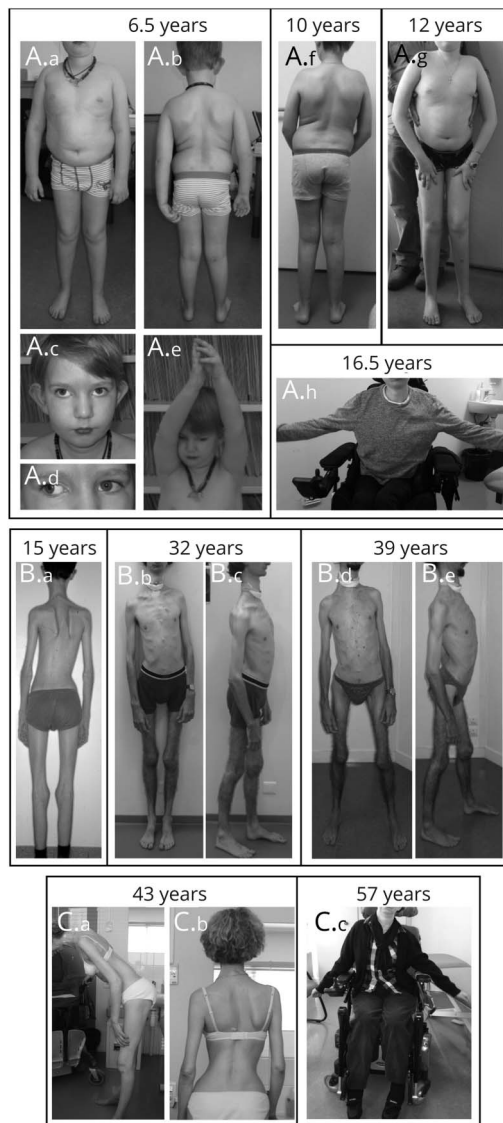 6.5 years
10 years
12 years
A.a
A.b
A.f
A.g
A.c
A.e
A.d
16.5 years
A.h
15 years
32 years
39 years
B.a
B.b
B.c
B.d
B.e
43 years
57 years
C.a
C.b
C.c